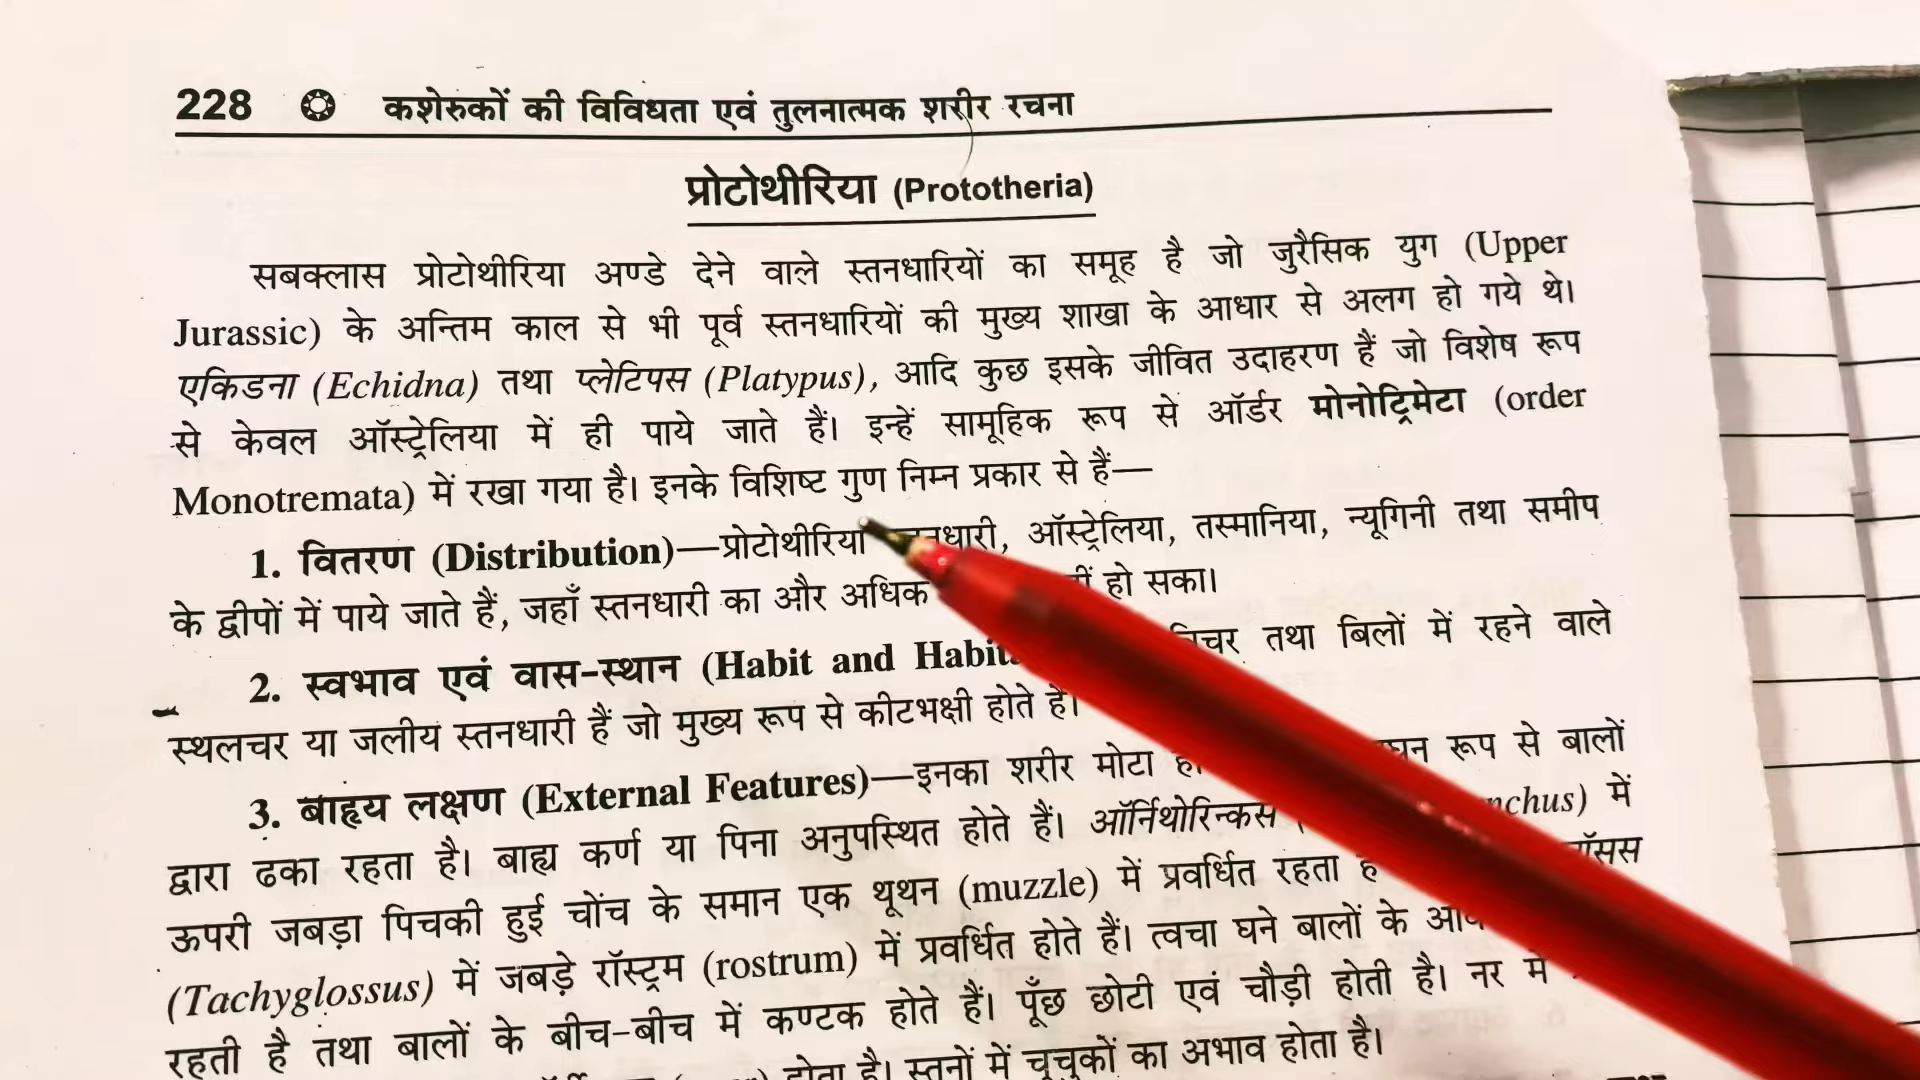 228 कशेरुकों की विविधता एवं तुलनात्मक शरीर रचना
प्रोटोथीरिया (Prototheria)
सबक्लास प्रोटोथीरिया अण्डे देने वाले स्तनधारियों का समूह है जो जुरैसिक युग (Upper
Jurassic) के अन्तिम काल से भी पूर्व स्तनधारियों की मुख्य शाखा के आधार से अलग हो गये थे।
एकिडना (Echidna) तथा प्लेटिपस (Platypus), आदि कुछ इसके जीवित उदाहरण हैं जो विशेष रूप
से केवल ऑस्ट्रेलिया में ही पाये जाते हैं। इन्हें सामूहिक रूप से ऑर्डर मोनोट्रिमेटा (order
Monotremata) में रखा गया है। इनके विशिष्ट गुण निम्न प्रकार से हैं—
1. वितरण (Distribution)—प्रोटोथीरिया ऑस्ट्रेलिया, तस्मानिया, न्यूगिनी तथा समीप
के द्वीपों में पाये जाते हैं, जहाँ स्तनधारी का और अधिक हो सका।
2. स्वभाव एवं वास-स्थान (Habit and तथा बिलों में रहने वाले
स्थलचर या जलीय स्तनधारी हैं जो मुख्य रूप से कीटभक्षी होते हैं।
3. बाह्य लक्षण (External Features)—इनका शरीर मोटा रूप से बालों
द्वारा ढका रहता है। बाह्य कर्ण या पिना अनुपस्थित होते हैं। ऑर्निथोरिन्कस में
ऊपरी जबड़ा पिचकी हुई चोंच के समान एक थूथन (muzzle) में प्रवर्धित रहता
(Tachyglossus) में जबड़े रॉस्ट्रम (rostrum) में प्रवर्धित होते हैं। त्वचा घने बालों के
रहती है तथा बालों के बीच-बीच में कण्टक होते हैं। पूँछ छोटी एवं चौड़ी होती है। नर में
होता है। स्तनों में चूचुकों का अभाव होता है।